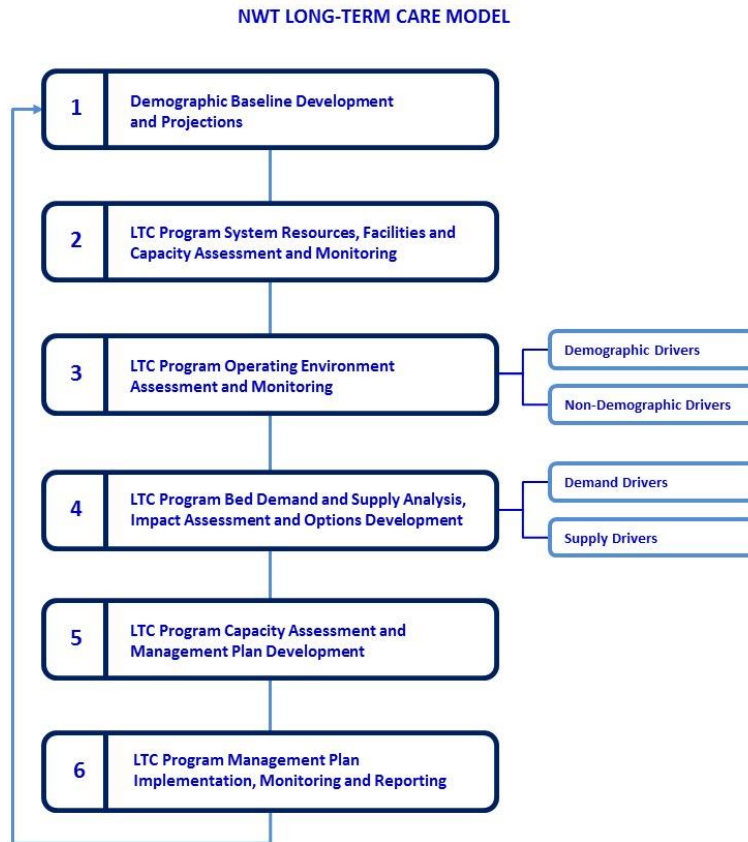 NWT LONG-TERM CARE MODEL
1
Demographic Baseline Development
and Projections
2
LTC Program System Resources, Facilities and
Capacity Assessment and Monitoring
3
LTC Program Operating Environment
Assessment and Monitoring
Demographic Drivers
Non-Demographic Drivers
4
LTC Program Bed Demand and Supply Analysis,
Impact Assessment and Options Development
Demand Drivers
Supply Drivers
5
LTC Program Capacity Assessment and
Management Plan Development
6
LTC Program Management Plan
Implementation, Monitoring and Reporting